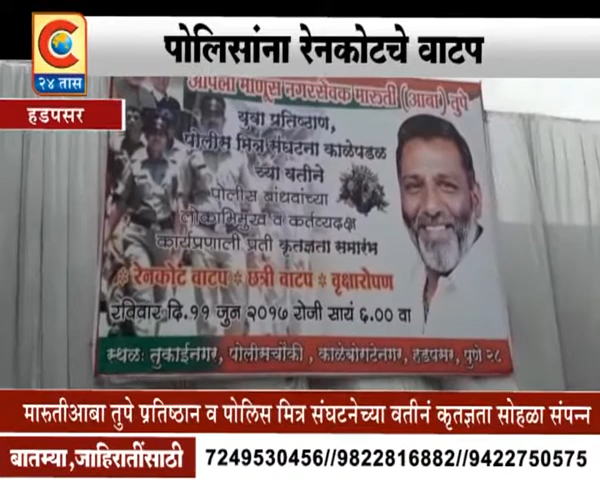 C
२४ तास
पोलिसांना रेनकोटचे वाटप
हडपसर
आपला माणूस नगरसेवक मारुती (आबा) तुपे
युवा प्रतिष्ठाण,
पोलीस मित्र संघटना काळेपडळ
च्या वतीने
पोलीस बांधवांच्या
लोकाभिमुख व कर्तव्यदक्ष
कार्यप्रणाली प्रती कृतज्ञता समारंभ
* रेनकोट वाटप * छत्री वाटप * वृक्षारोपण
रविवार दि.११ जुन २०१७ रोजी सायं ६.०० वा
स्थळः तुकाईनगर, पोलीसचौकी, काळेबोराटेनगर, हडपसर, पुणे २८
मारुतीआबा तुपे प्रतिष्ठान व पोलिस मित्र संघटनेच्या वतीनं कृतज्ञता सोहळा संपन्न
बातम्या,जाहिरातींसाठी
7249530456//9822816882//9422750575